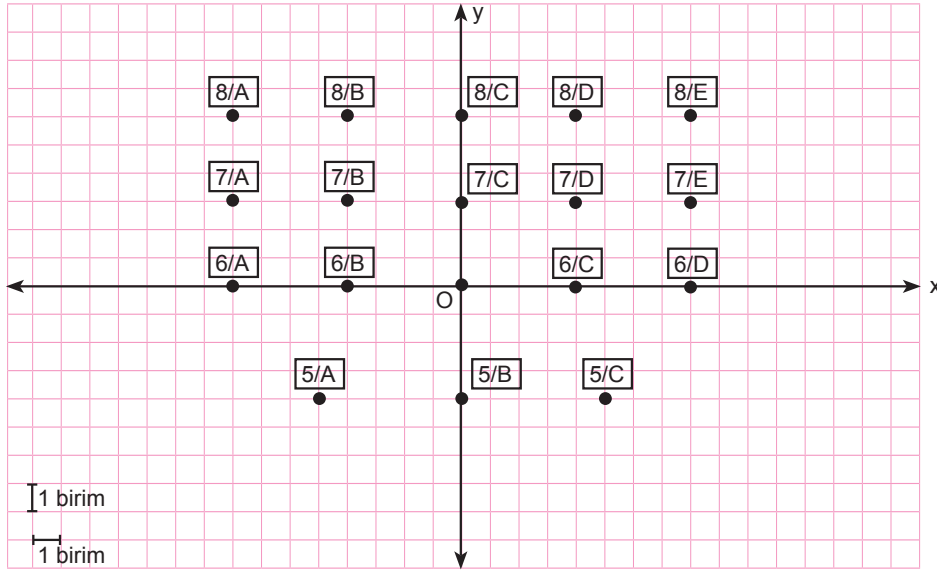 y
8/A 8/B 8/C 8/D 8/E
7/A 7/B 7/C 7/D 7/E
6/A 6/B 6/C 6/D
O x
5/A 5/B 5/C
1 birim
1 birim